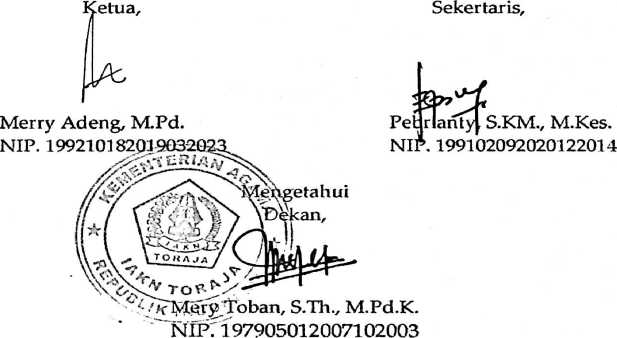 Ketua,
Sekertaris,
Merry Adeng, M.Pd.
NIP. 199210182019032023
Pebrianty, S.KM., M.Kes.
NIP. 199102092020122014
Mengetahui
Dekan,
KEMENTERIAN AGAMA
IAKN
TORAJA
IAKN TORAJA
REPUBLIK
Mery Toban, S.Th., M.Pd.K.
NIP. 197905012007102003